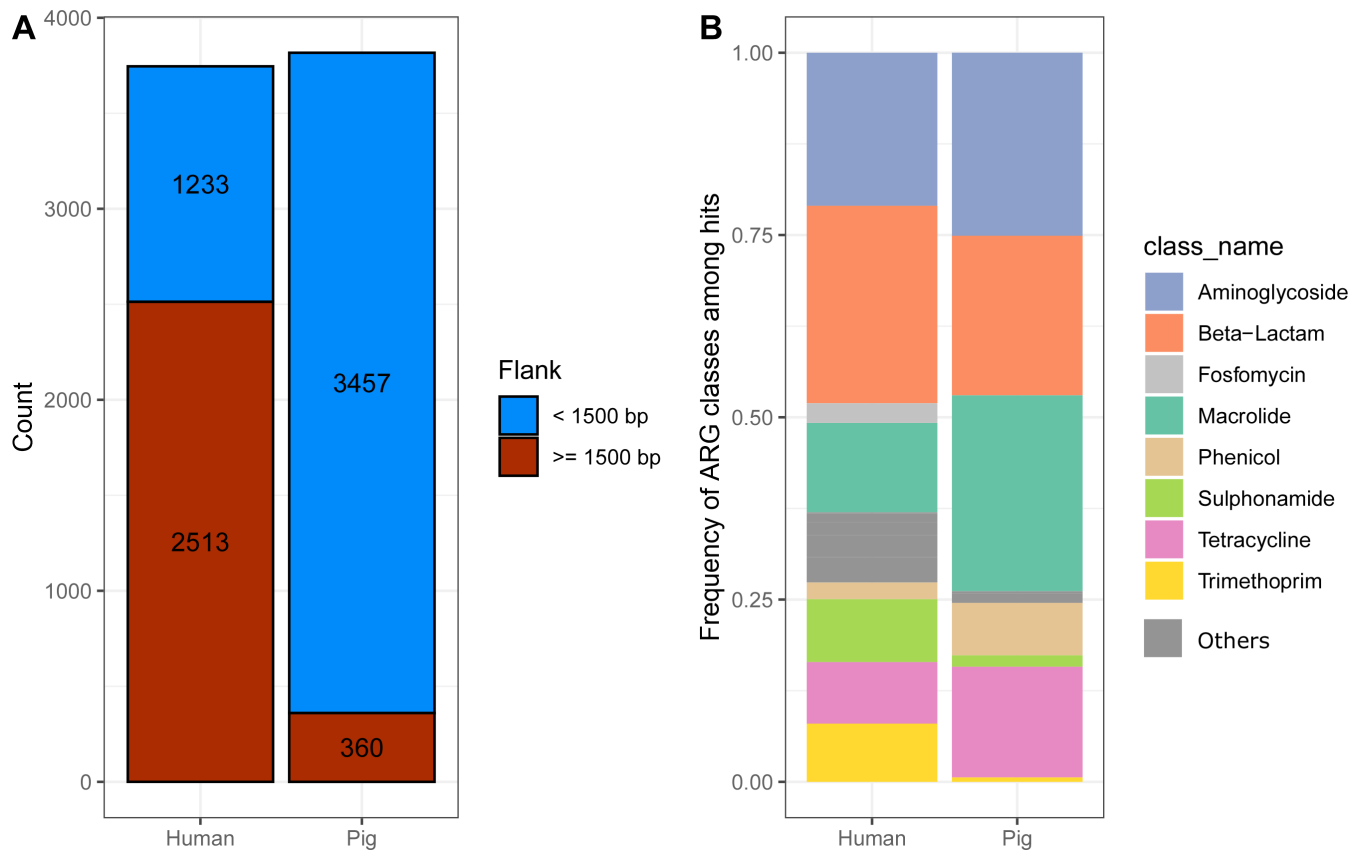 A
Count
4000
3000
2000
1000
0
1233
2513
3457
360
Human
Pig
Flank
< 1500 bp
>= 1500 bp
B
Frequency of ARG classes among hits
1.00
0.75
0.50
0.25
0.00
Human
Pig
class_name
Aminoglycoside
Beta−Lactam
Fosfomycin
Macrolide
Phenicol
Sulphonamide
Tetracycline
Trimethoprim
Others